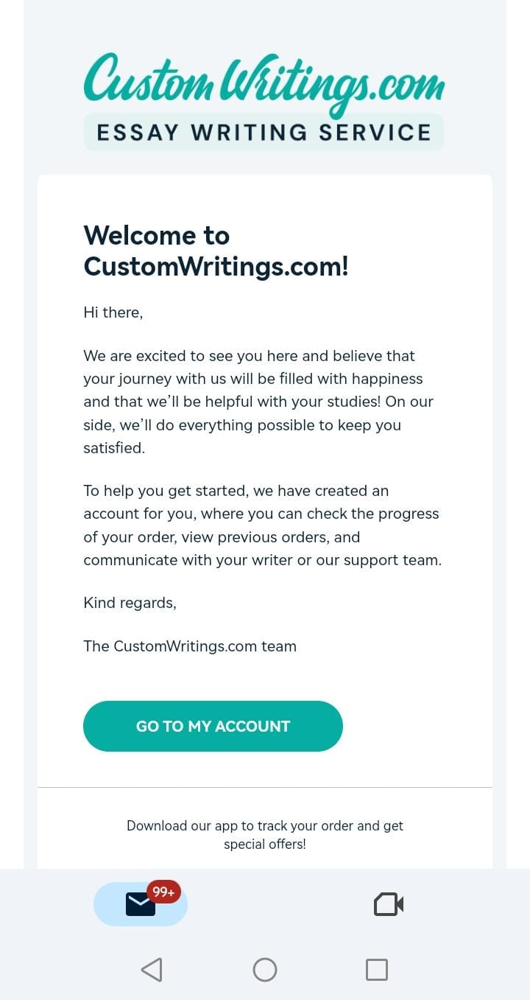 CustomWritings.com
ESSAY WRITING SERVICE
Welcome to
CustomWritings.com!
Hi there,
We are excited to see you here and believe that
your journey with us will be filled with happiness
and that we’ll be helpful with your studies! On our
side, we’ll do everything possible to keep you
satisfied.
To help you get started, we have created an
account for you, where you can check the progress
of your order, view previous orders, and
communicate with your writer or our support team.
Kind regards,
The CustomWritings.com team
GO TO MY ACCOUNT
Download our app to track your order and get
special offers!
99+